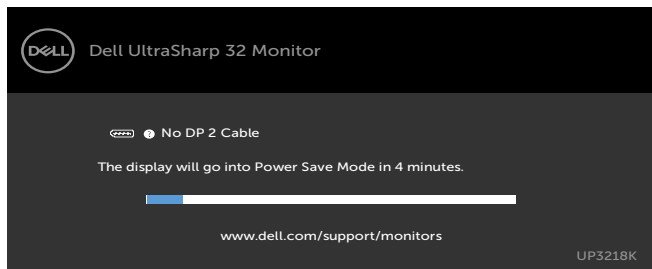 DELL
Dell UltraSharp 32 Monitor
? No DP 2 Cable
The display will go into Power Save Mode in 4 minutes.
www.dell.com/support/monitors
UP3218K